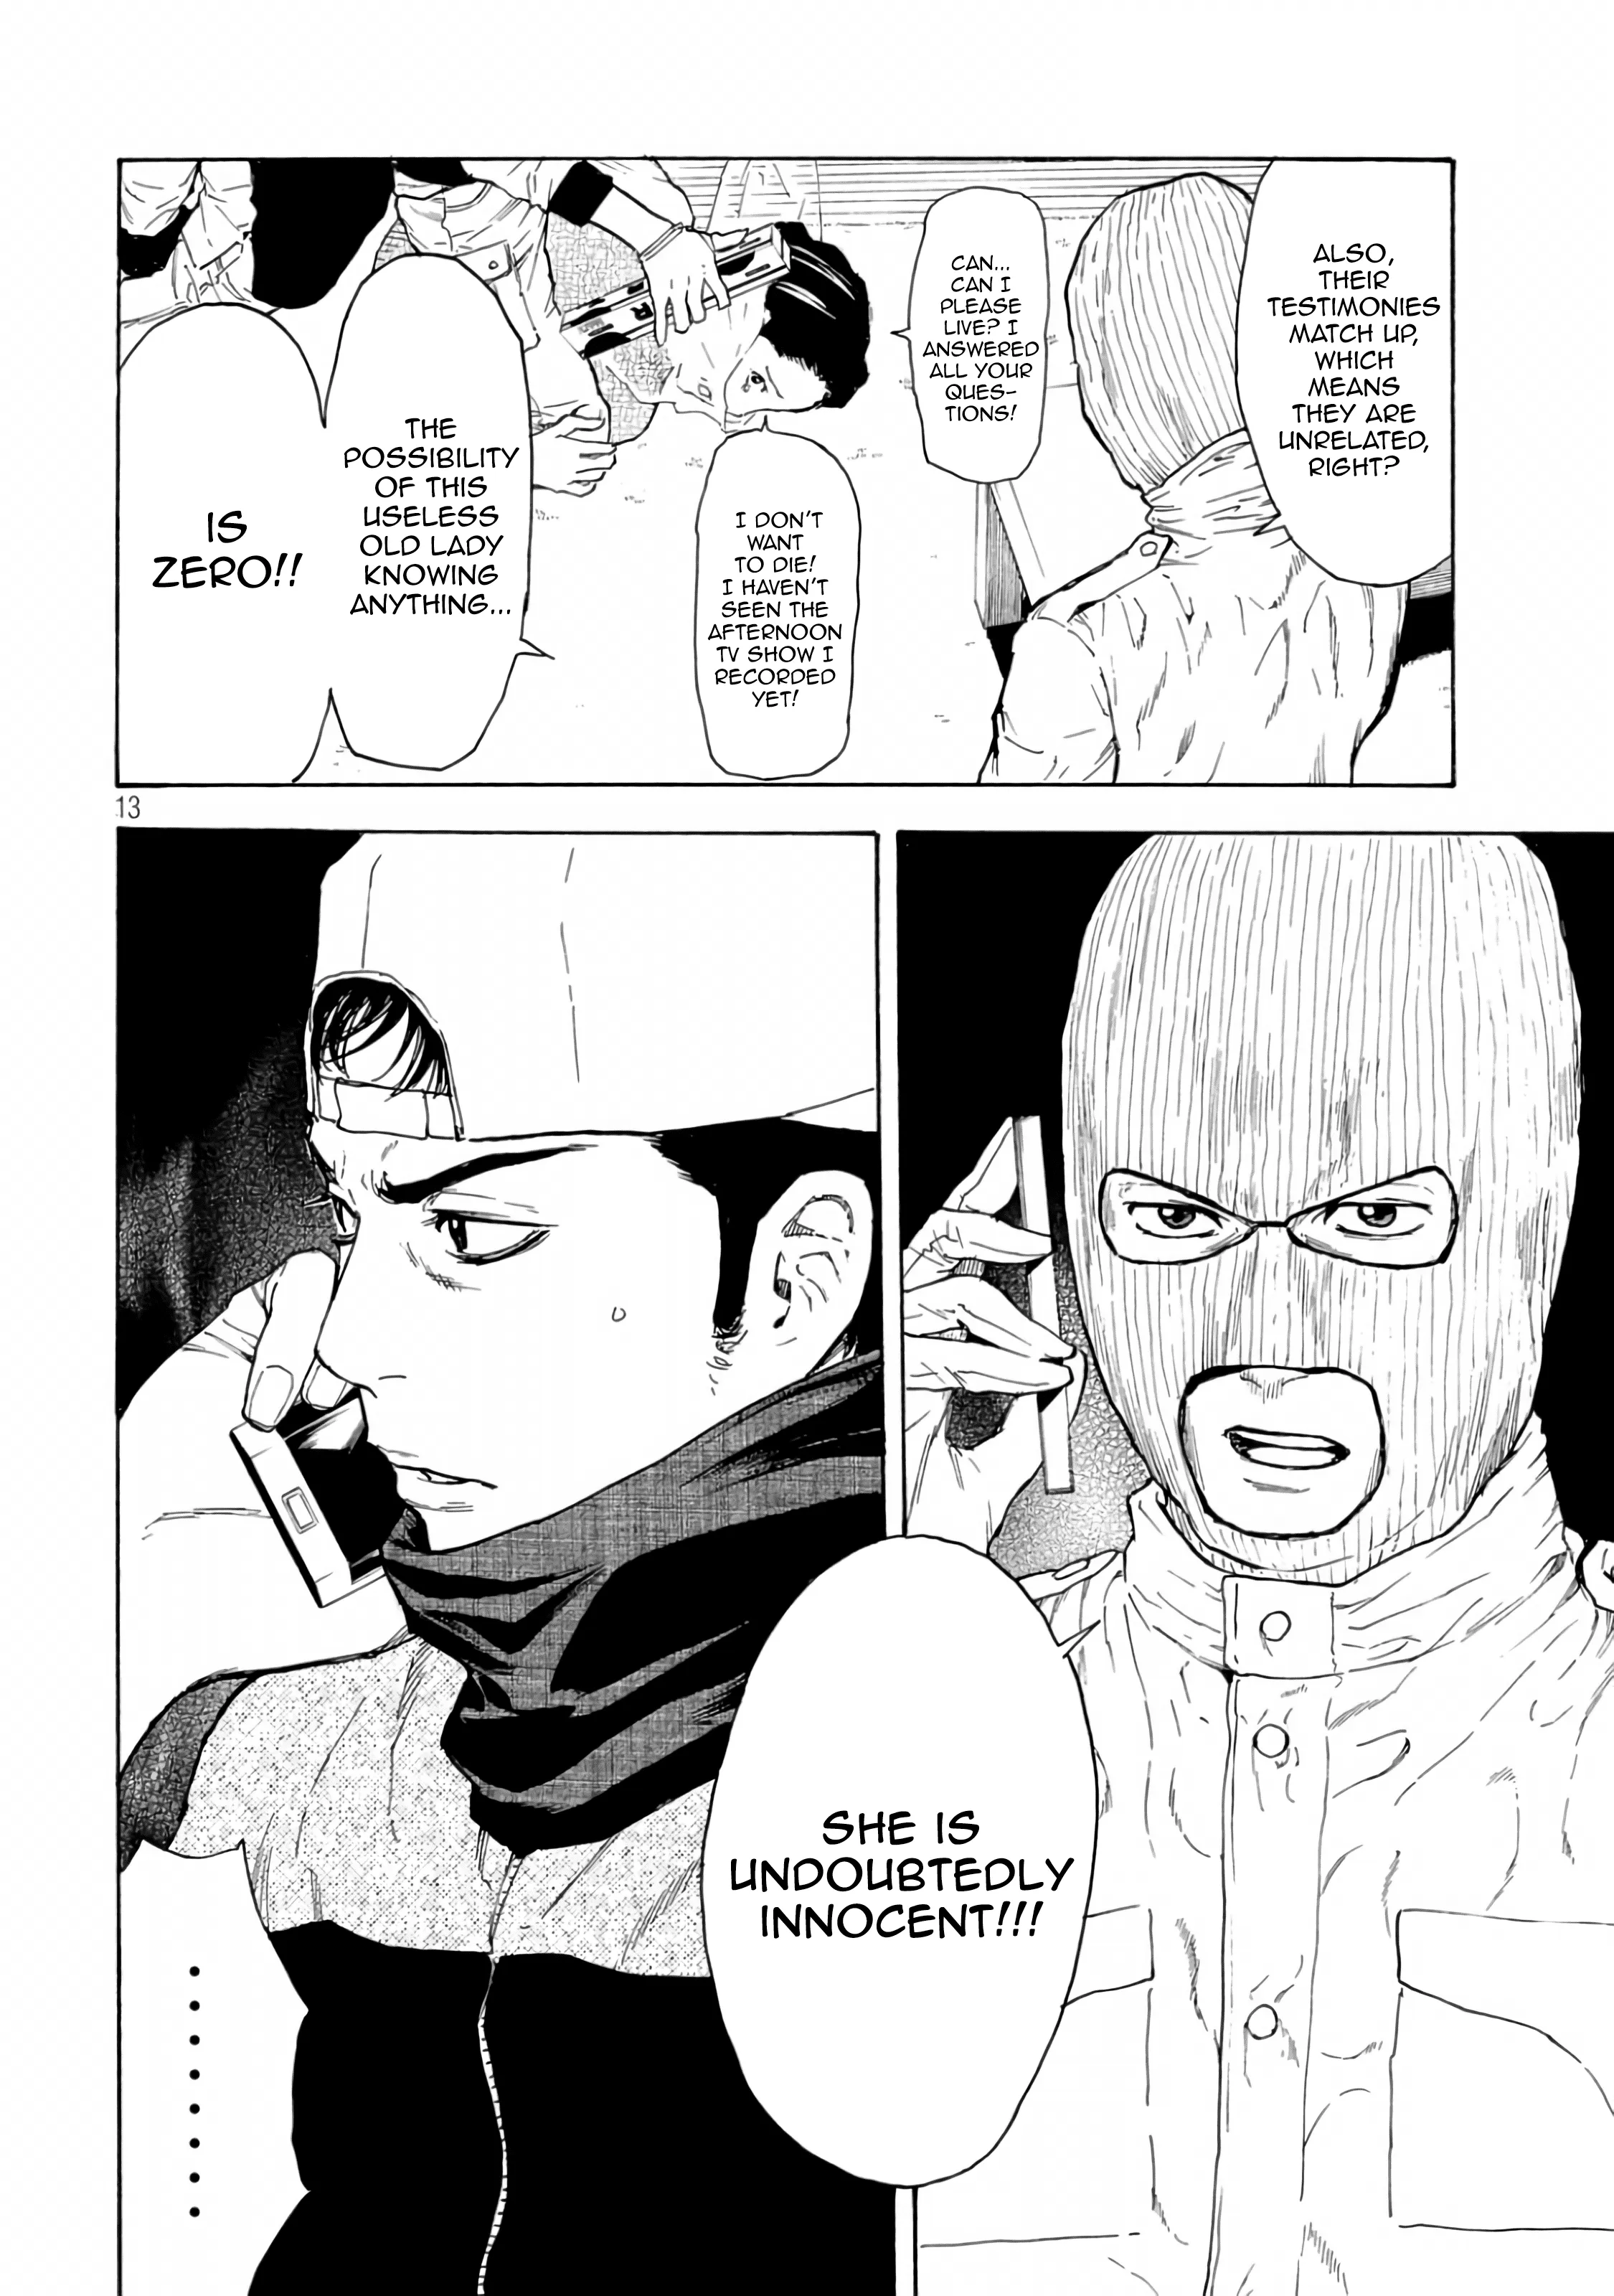 ALSO,
THEIR
TESTIMONIES
MATCH UP,
WHICH
MEANS
THEY ARE
UNRELATED,
RIGHT?
CAN...
CAN I
PLEASE
LIVE? I
ANSWERED
ALL YOUR
QUES-
TIONS!
I DON'T
WANT
TO DIE!
I HAVEN'T
SEEN THE
AFTERNOON
TV SHOW I
RECORDED
YET!
THE
POSSIBILITY
OF THIS
USELESS
OLD LADY
KNOWING
ANYTHING...
IS
ZERO!!
13
SHE IS
UNDOUBTEDLY
INNOCENT!!!
........